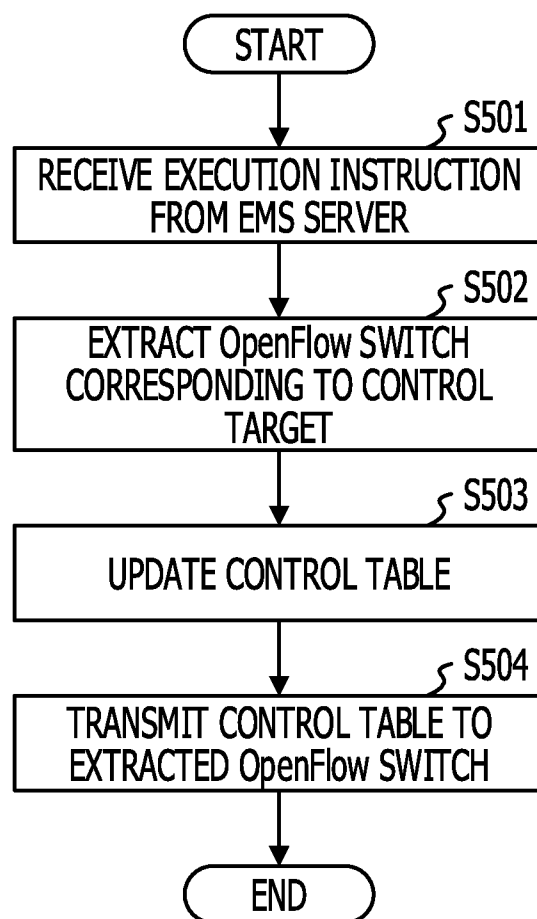 START
S501
RECEIVE EXECUTION INSTRUCTION
FROM EMS SERVER
S502
EXTRACT OpenFlow SWITCH
CORRESPONDING TO CONTROL
TARGET
S503
UPDATE CONTROL TABLE
S504
TRANSMIT CONTROL TABLE TO
EXTRACTED OpenFlow SWITCH
END